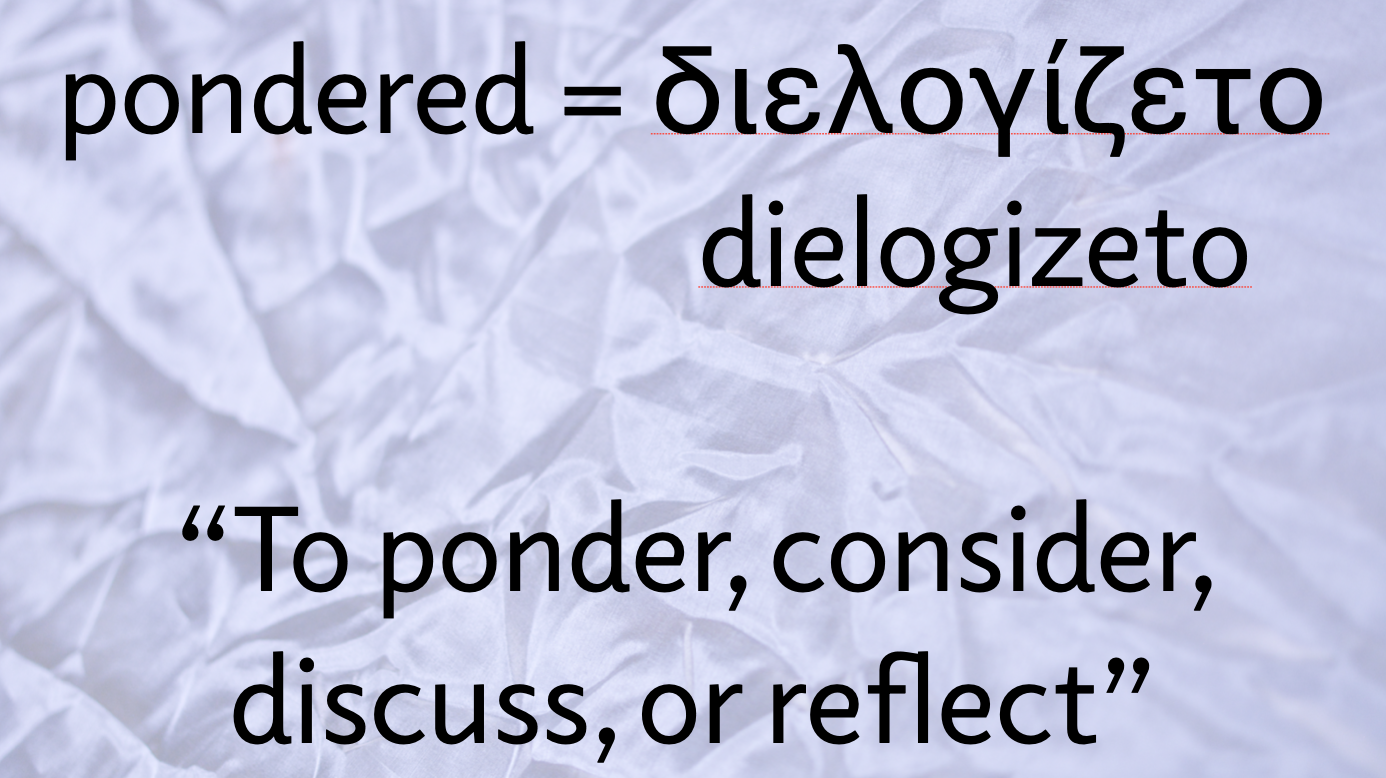 pondered = διελογίζετο
dielogizeto
“To ponder, consider,
discuss, or reflect”